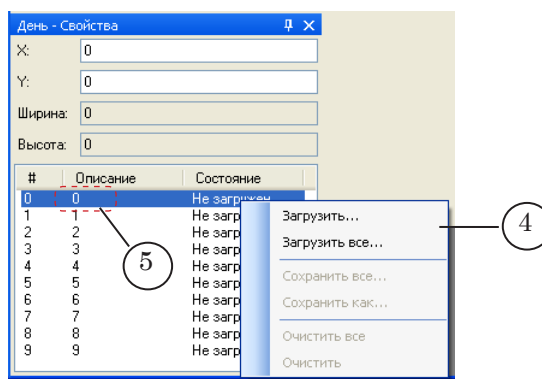 День - Свойства
X: 0
Y: 0
Ширина: 0
Высота: 0
# Описание Состояние
0 0 Не загружен
1 1 Не загр
2 2 Не загр
3 3 Не загр
4 4 Не загр
5 5 Не загр
6 6 Не загр
7 7 Не загр
8 8 Не загр
9 9 Не загр
Загрузить...
Загрузить все...
Сохранить все...
Сохранить как...
Очистить все
Очистить
4
5